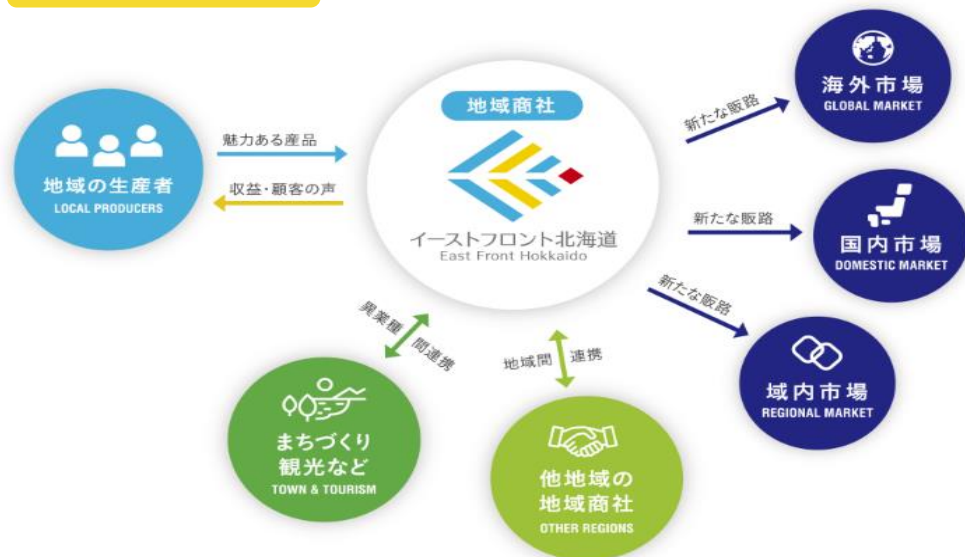 海外市場
GLOBAL MARKET
地域商社
新たな販路
魅力ある産品
地域の生産者
LOCAL PRODUCERS
収益・顧客の声
イーストフロント北海道
East Front Hokkaido
新たな販路
国内市場
DOMESTIC MARKET
新たな販路
域内市場
REGIONAL MARKET
異業種
間連携
地域間
連携
まちづくり
観光など
TOWN & TOURISM
他地域の
地域商社
OTHER REGIONS